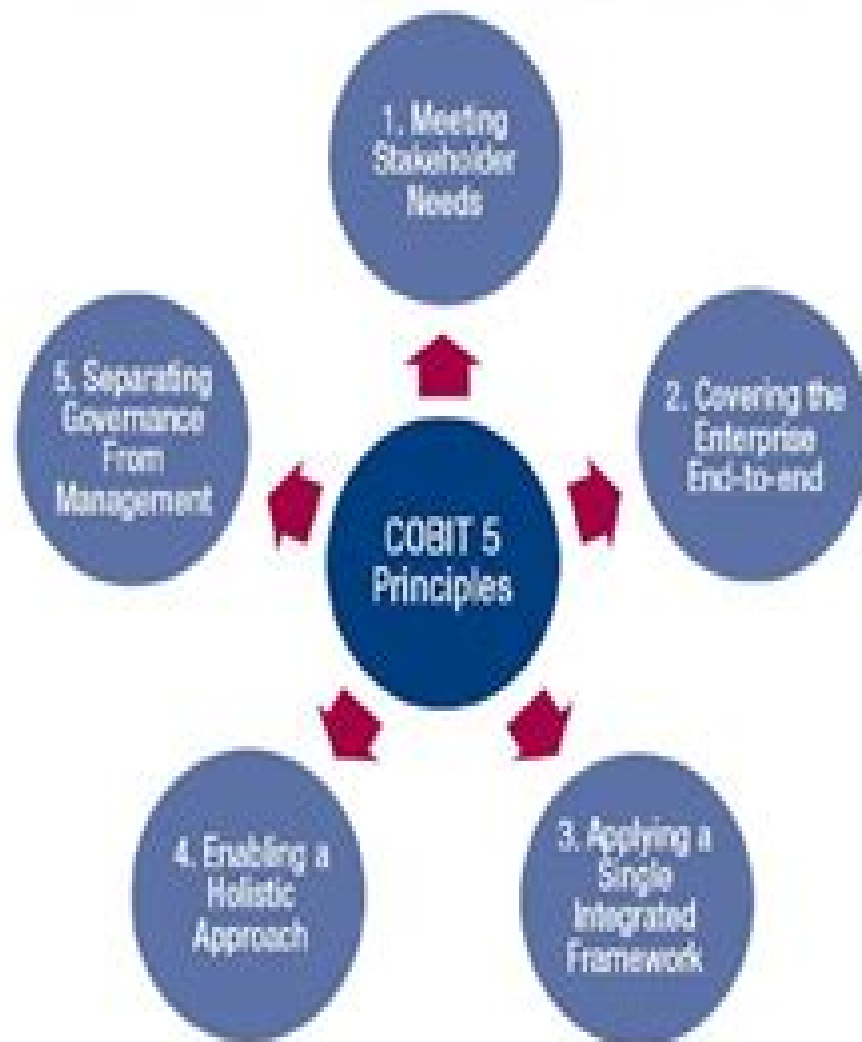 COBIT 5
Principles
1. Meeting
Stakeholder
Needs
2. Covering the
Enterprise
End-to-end
3. Applying a
Single
Integrated
Framework
4. Enabling a
Holistic
Approach
5. Separating
Governance
From
Management